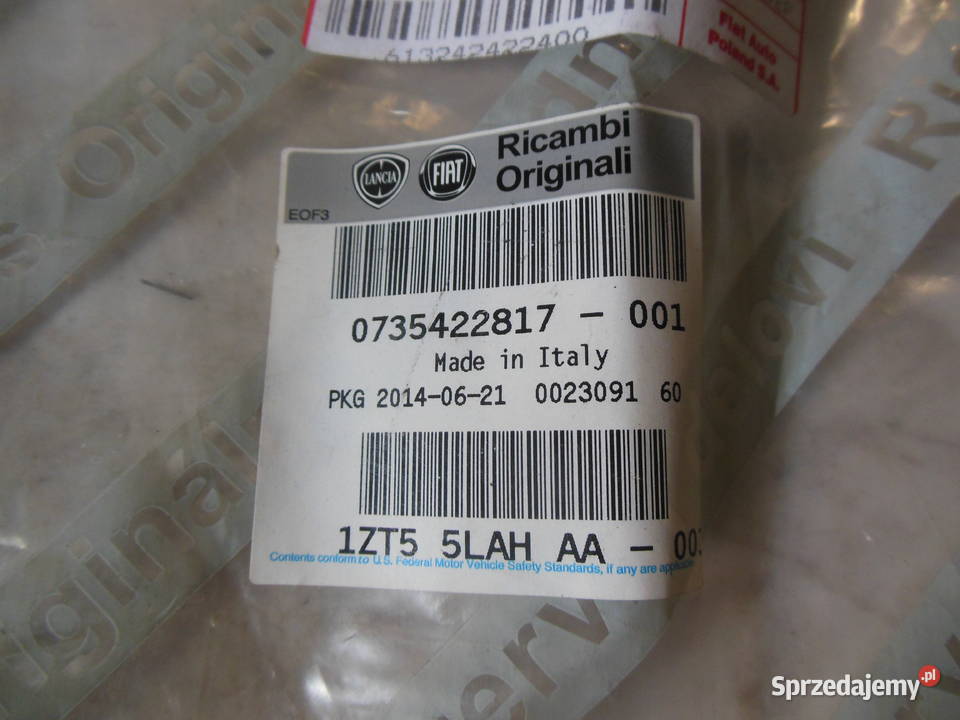 613242422400
Fiat Auto
Poland S.A.
LANCIA
FIAT
Ricambi
Originali
EOF3
0735422817 - 001
Made in Italy
PKG 2014-06-21 0023091 60
1ZT5 5LAH AA - 00
Contents conform to U.S. Federal Motor Vehicle Safety Standards, if any are applicable
Sprzedajemy.pl